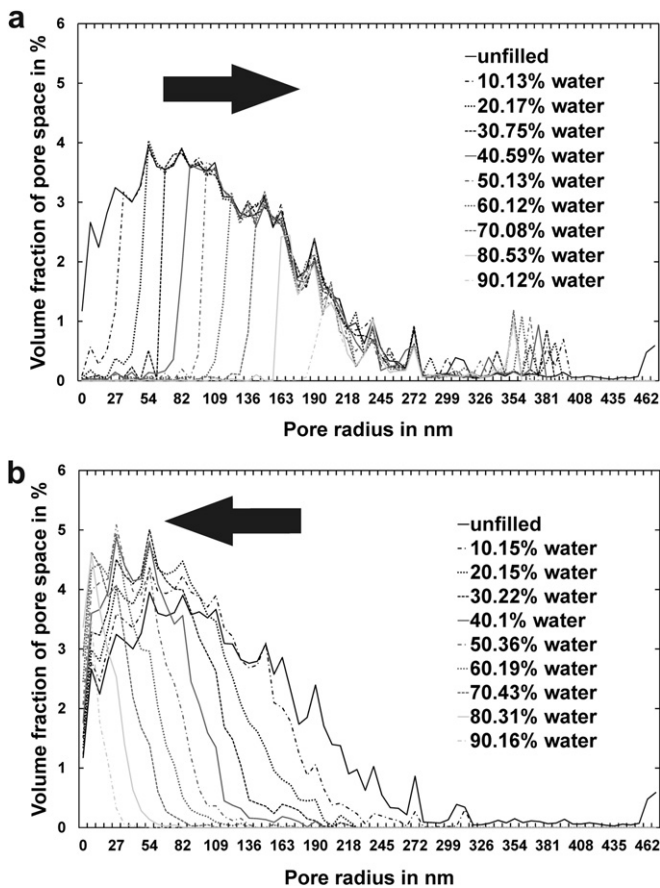 a
Volume fraction of pore space in %
6
5
4
3
2
1
0
unfilled
10.13% water
20.17% water
30.75% water
40.59% water
50.13% water
60.12% water
70.08% water
80.53% water
90.12% water
0 27 54 82 109 136 163 190 218 245 272 299 326 354 381 408 435 462
Pore radius in nm
b
Volume fraction of pore space in %
6
5
4
3
2
1
0
unfilled
10.15% water
20.15% water
30.22% water
40.1% water
50.36% water
60.19% water
70.43% water
80.31% water
90.16% water
0 27 54 82 109 136 163 190 218 245 272 299 326 354 381 408 435 462
Pore radius in nm